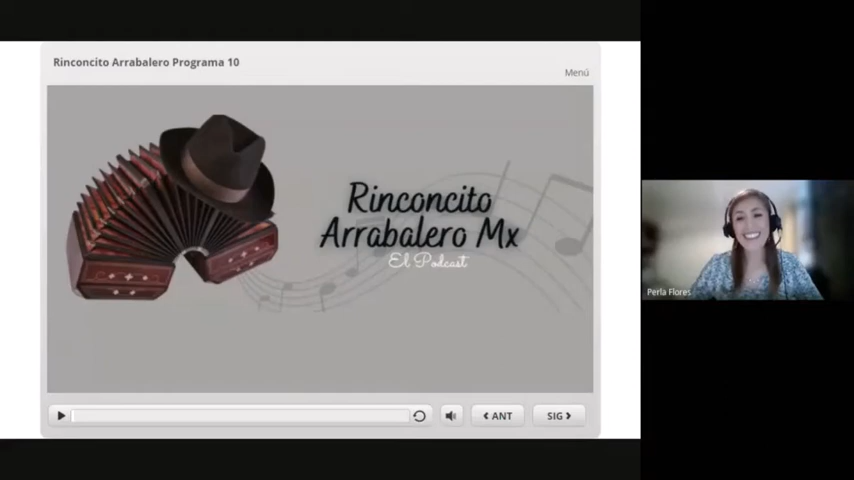 Rinconcito Arrabalero Programa 10
Menú
Rinconcito
Arrabalero Mx
El Podcast
Perla Flores
ANT
SIG